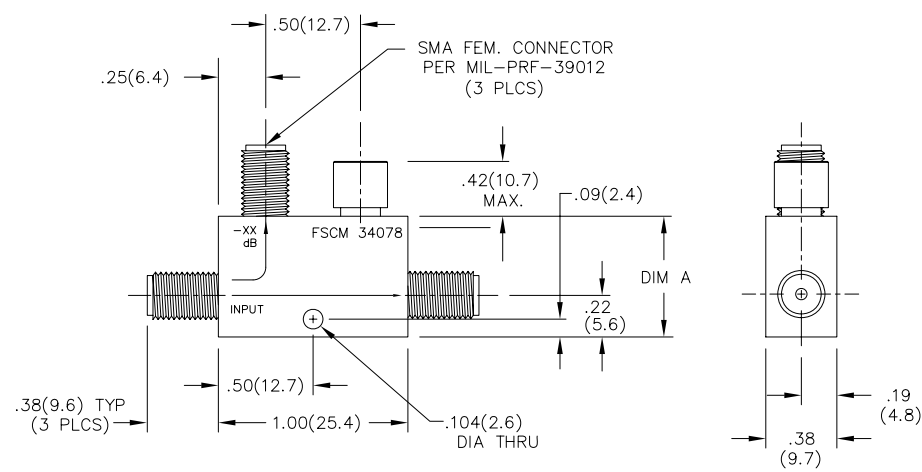 .50(12.7)
SMA FEM. CONNECTOR
PER MIL-PRF-39012
(3 PLCS)
.25(6.4)
.42(10.7)
MAX.
.09(2.4)
-XX
dB
FSCM 34078
DIM A
INPUT
.22
(5.6)
.50(12.7)
.38(9.6) TYP
(3 PLCS)
1.00(25.4)
.104(2.6)
DIA THRU
.19
(4.8)
.38
(9.7)